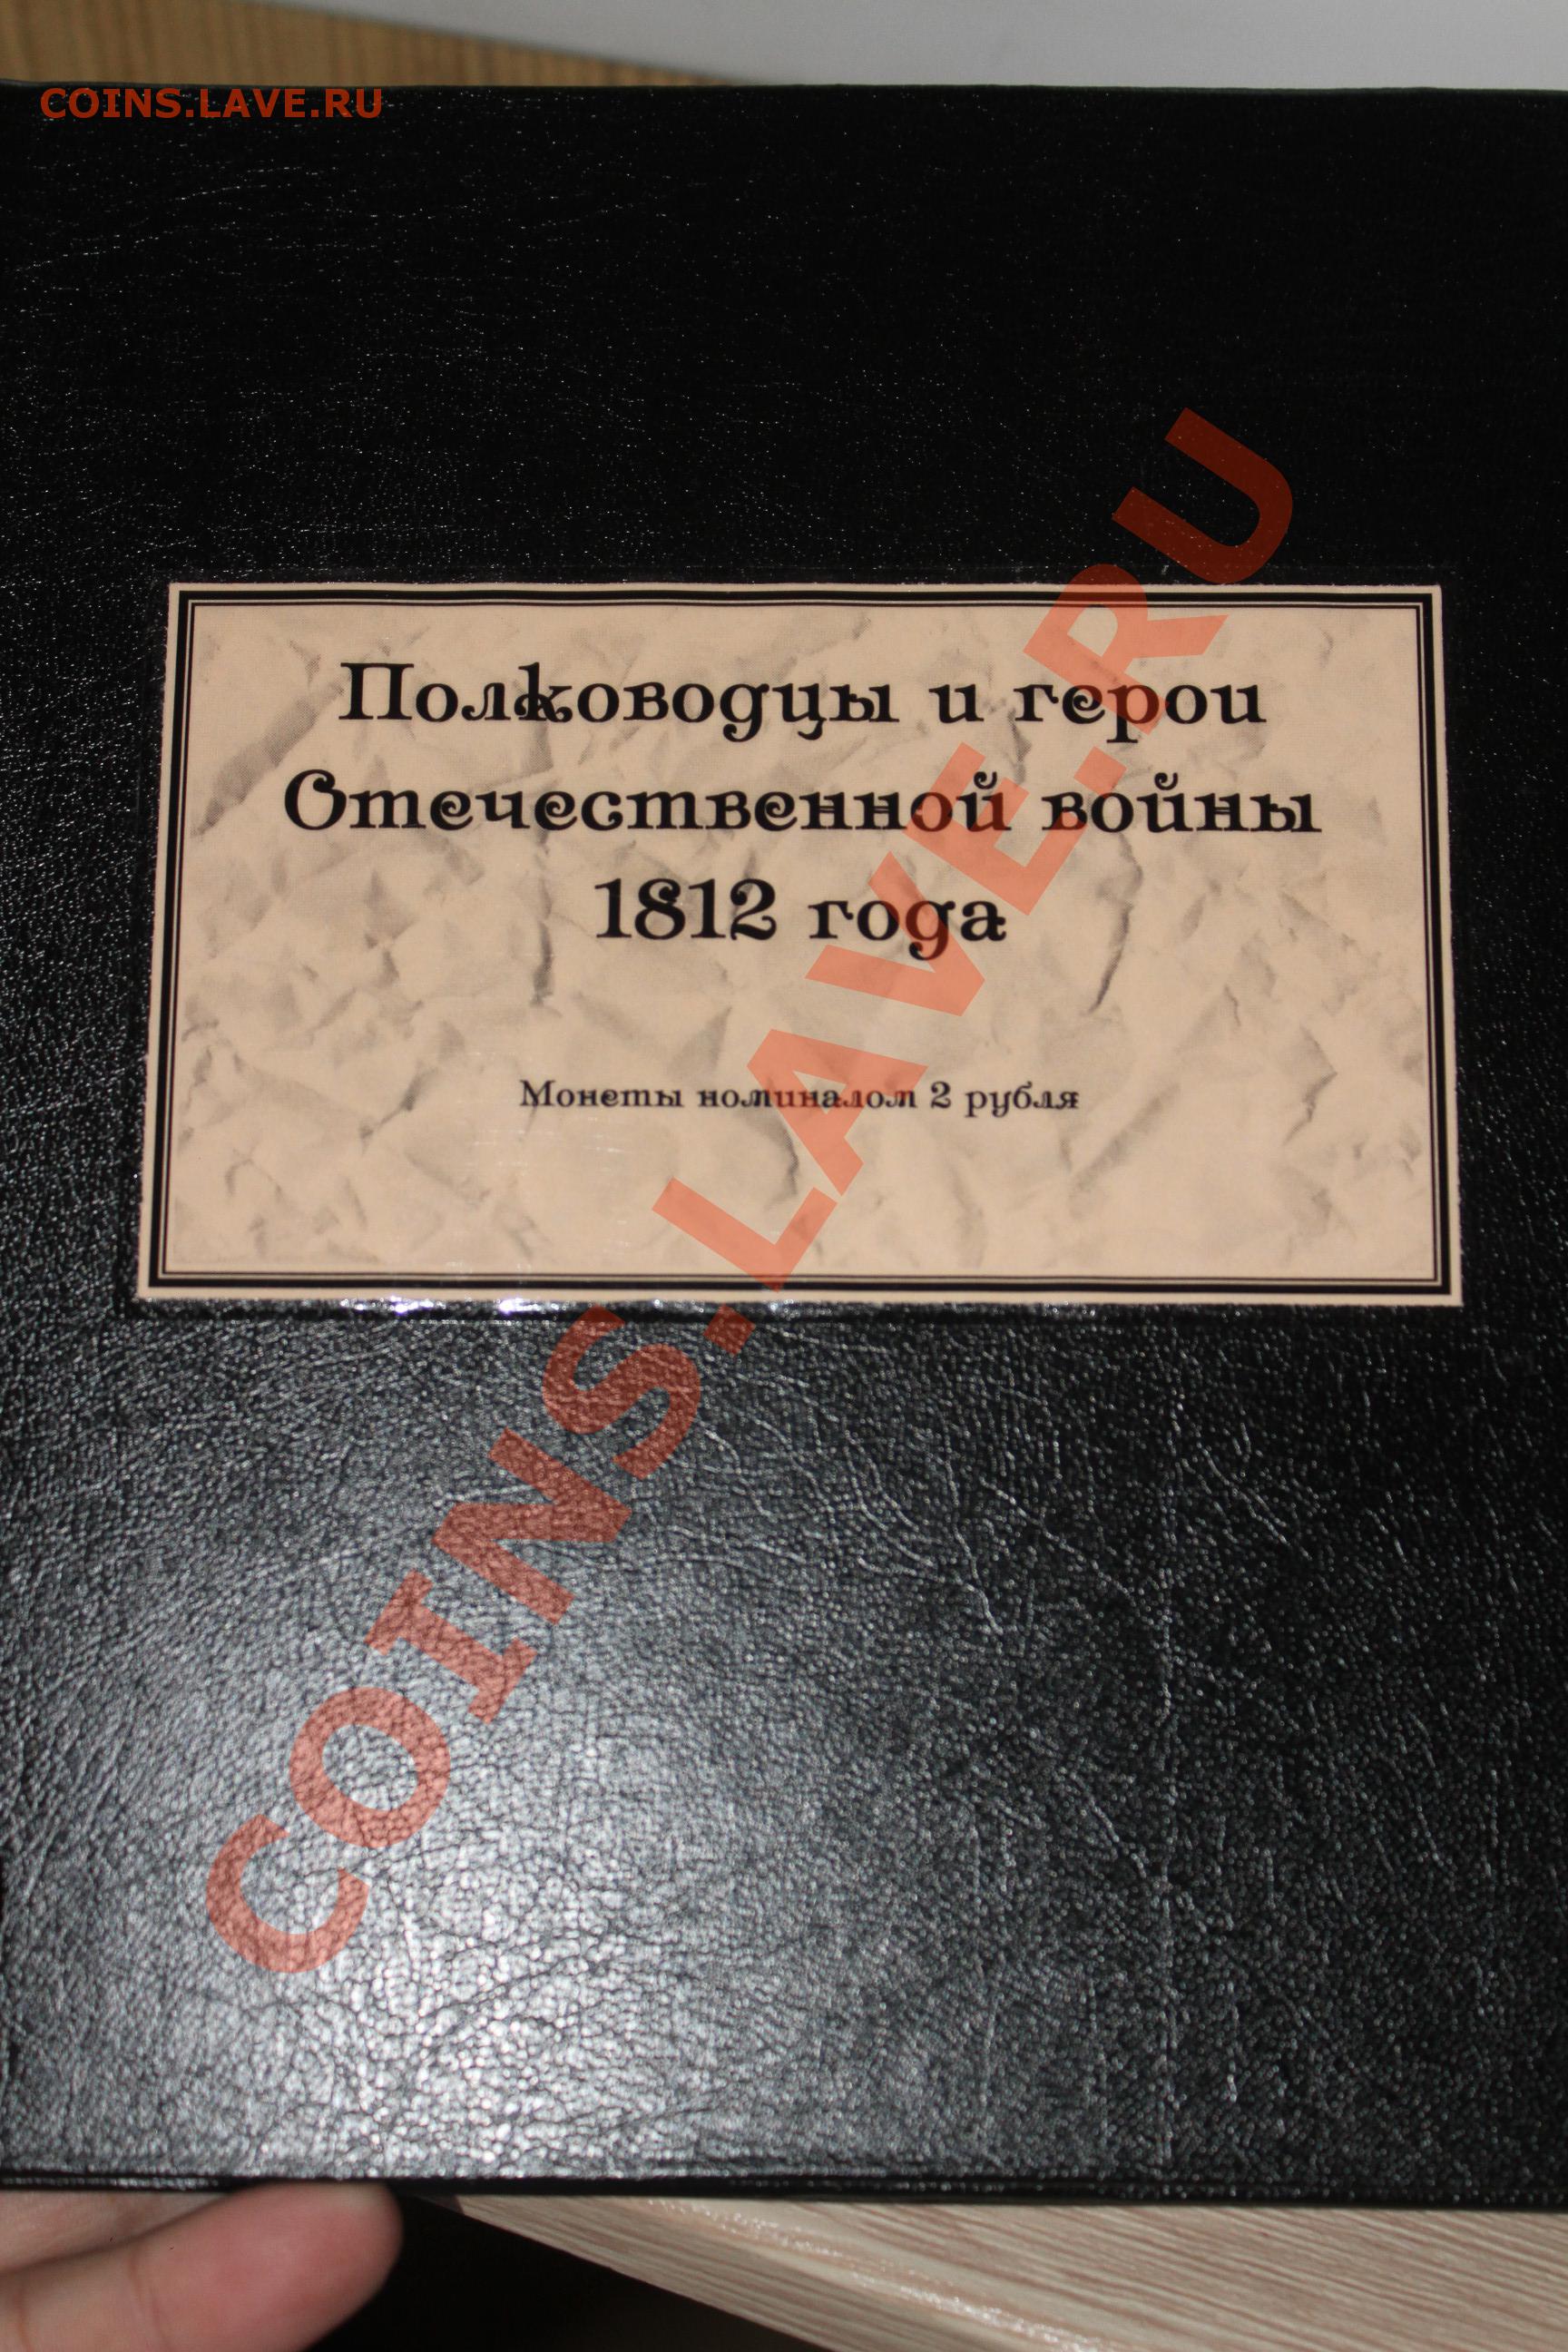 COINS.LAVE.RU
Полководцы и герои
Отечественной войны
1812 года
Монеты номиналом 2 рубля
COINS.LAVE.RU